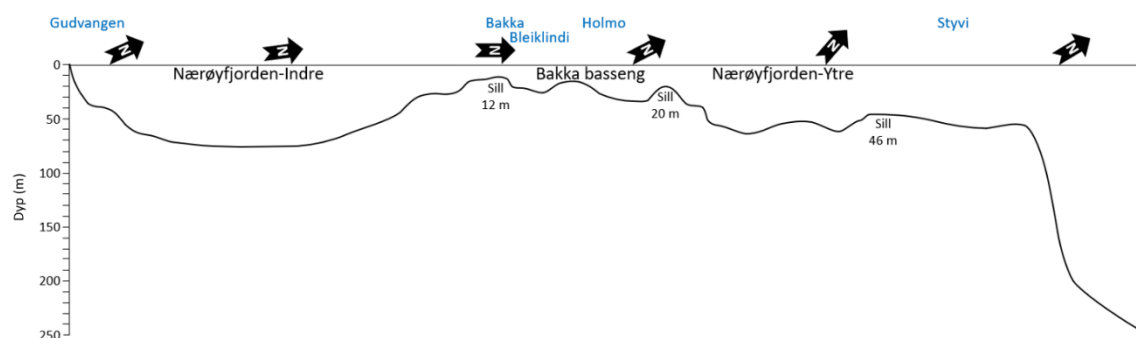 Gudvangen
Bakka
Holmo
Styvi
Bleiklindi
N
N
N
N
N
N
Nærøyfjorden-Indre
Bakka basseng
Nærøyfjorden-Ytre
0
Sill
12 m
Sill
20 m
Sill
46 m
50
100
150
200
250
Dyp (m)